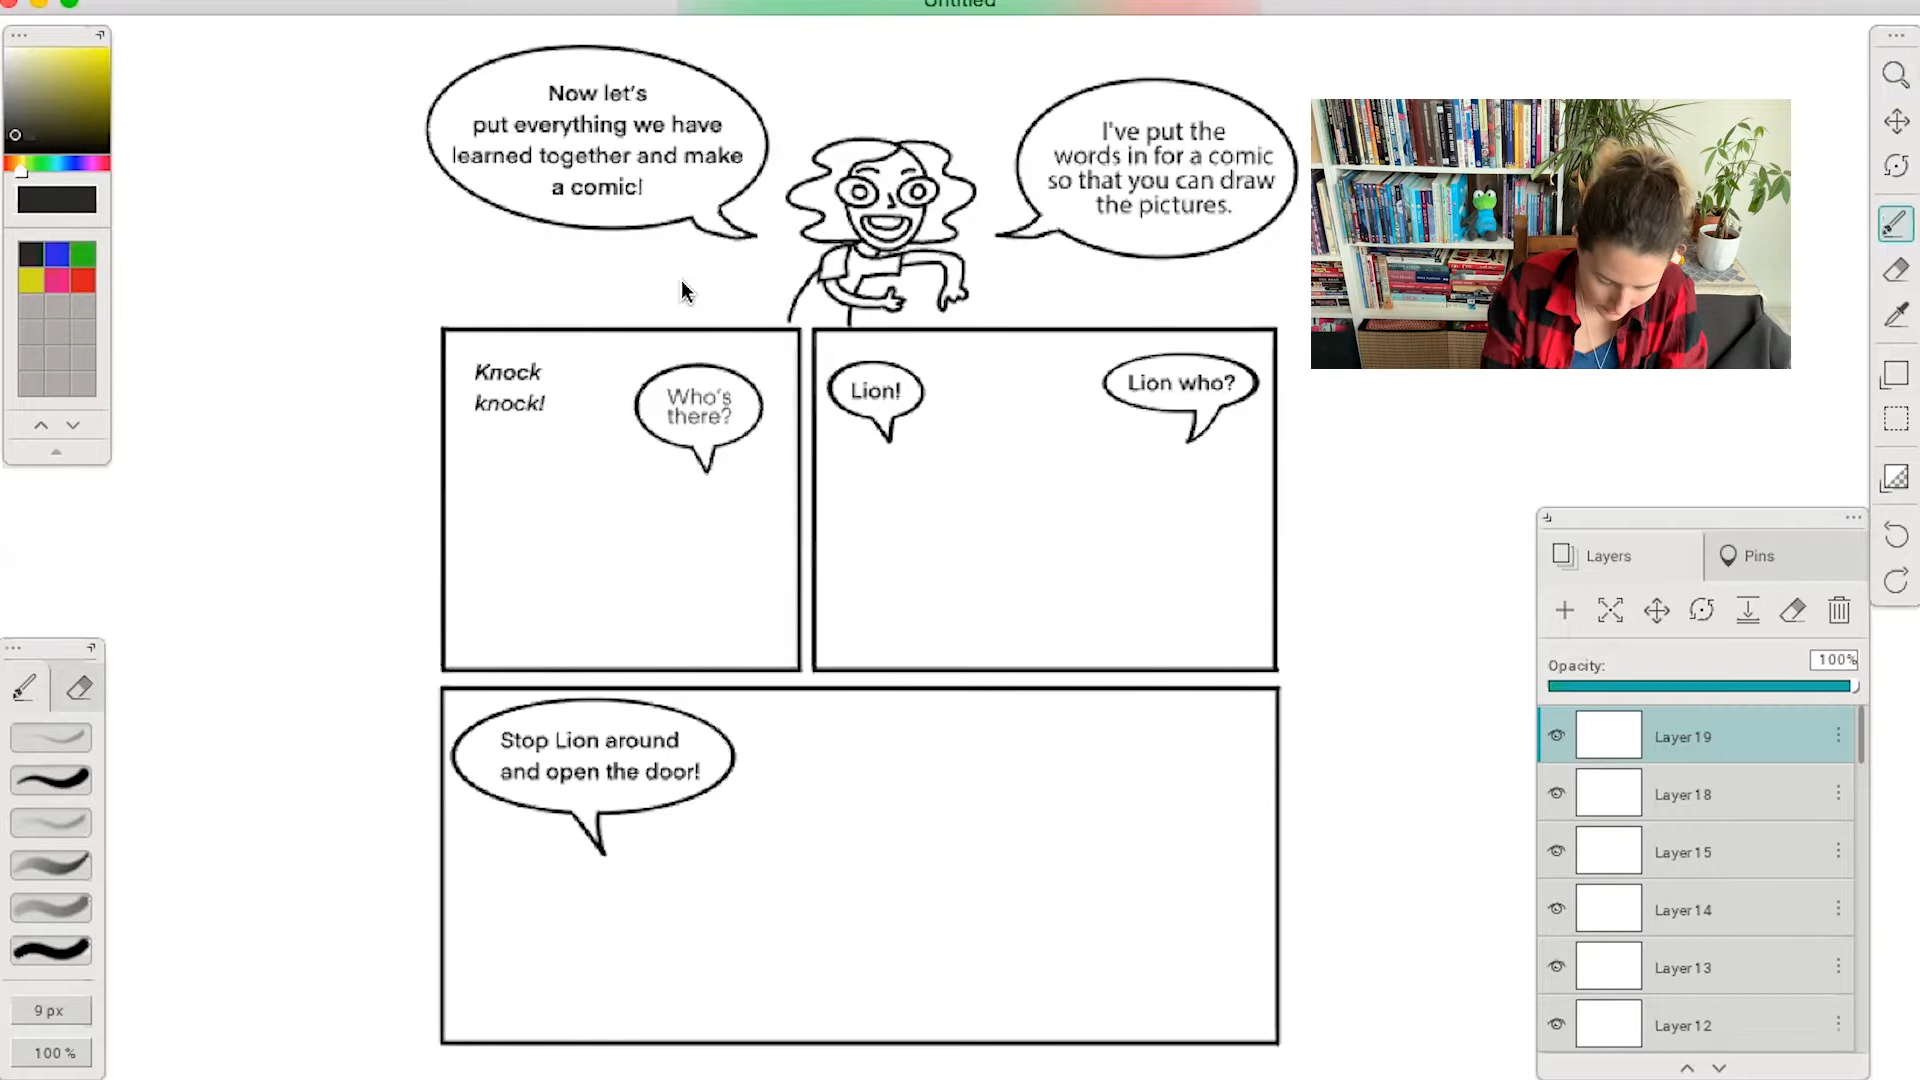 Untitled
Now let's
put everything we have
learned together and make
a comic!
I've put the
words in for a comic
so that you can draw
the pictures.
Knock
knock!
Who's
there?
Lion!
Lion who?
Stop Lion around
and open the door!
Layers
Pins
Opacity:
100%
Layer 19
Layer 18
Layer 15
Layer 14
Layer 13
Layer 12
9 px
100 %